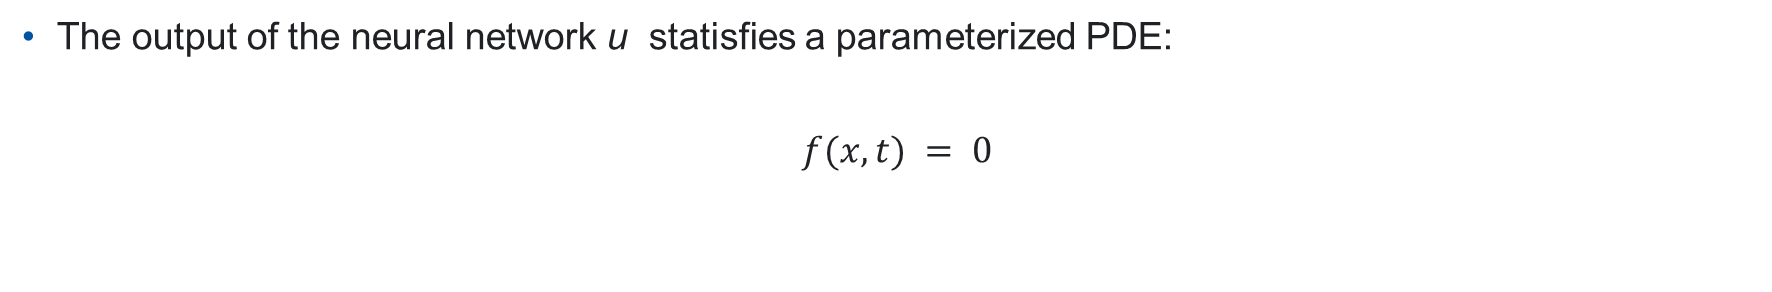 • The output of the neural network u statisfies a parameterized PDE:
f(x, t) = 0